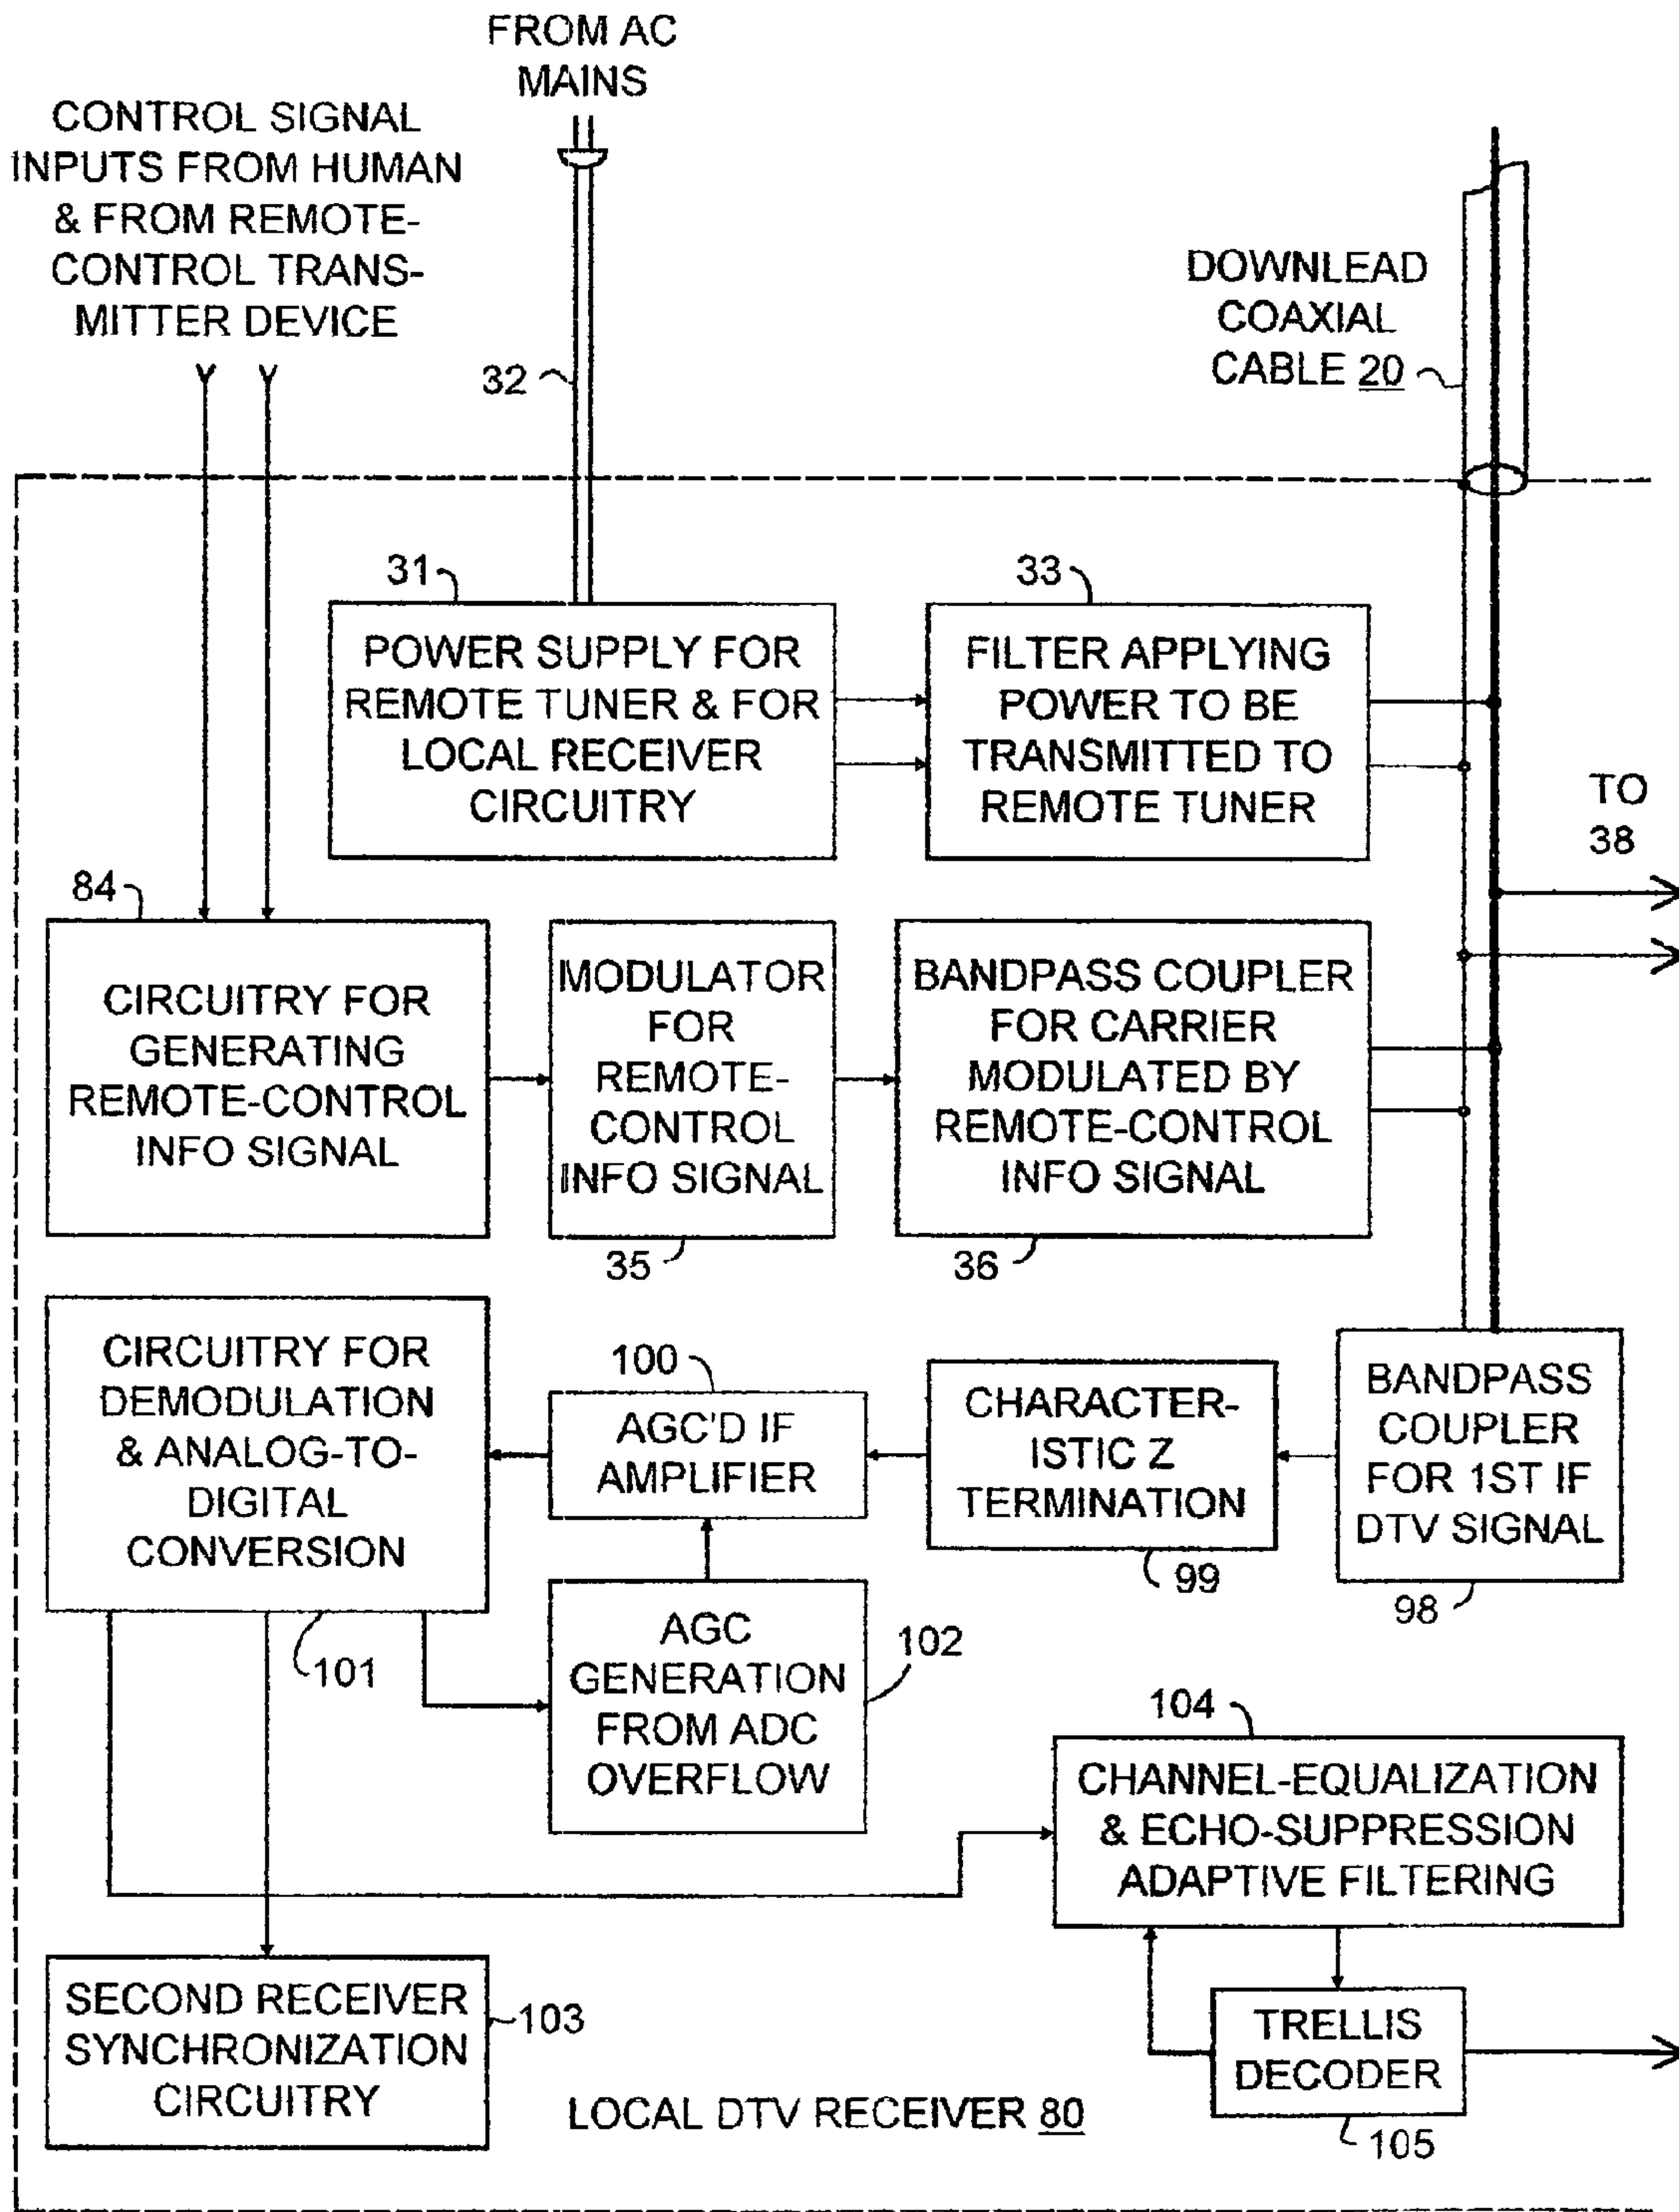 FROM AC
MAINS
CONTROL SIGNAL
INPUTS FROM HUMAN
& FROM REMOTE-
CONTROL TRANS-
MITTER DEVICE
32
DOWNLEAD
COAXIAL
CABLE 20
31
POWER SUPPLY FOR
REMOTE TUNER & FOR
LOCAL RECEIVER
CIRCUITRY
33
FILTER APPLYING
POWER TO BE
TRANSMITTED TO
REMOTE TUNER
TO
38
84
CIRCUITRY FOR
GENERATING
REMOTE-CONTROL
INFO SIGNAL
MODULATOR
FOR
REMOTE-
CONTROL
INFO SIGNAL
35
BANDPASS COUPLER
FOR CARRIER
MODULATED BY
REMOTE-CONTROL
INFO SIGNAL
36
CIRCUITRY FOR
DEMODULATION
& ANALOG-TO-
DIGITAL
CONVERSION
101
100
AGC'D IF
AMPLIFIER
CHARACTER-
ISTIC Z
TERMINATION
99
BANDPASS
COUPLER
FOR 1ST IF
DTV SIGNAL
98
AGC
GENERATION
FROM ADC
OVERFLOW
102
104
CHANNEL-EQUALIZATION
& ECHO-SUPPRESSION
ADAPTIVE FILTERING
SECOND RECEIVER
SYNCHRONIZATION
CIRCUITRY
103
TRELLIS
DECODER
105
LOCAL DTV RECEIVER 80